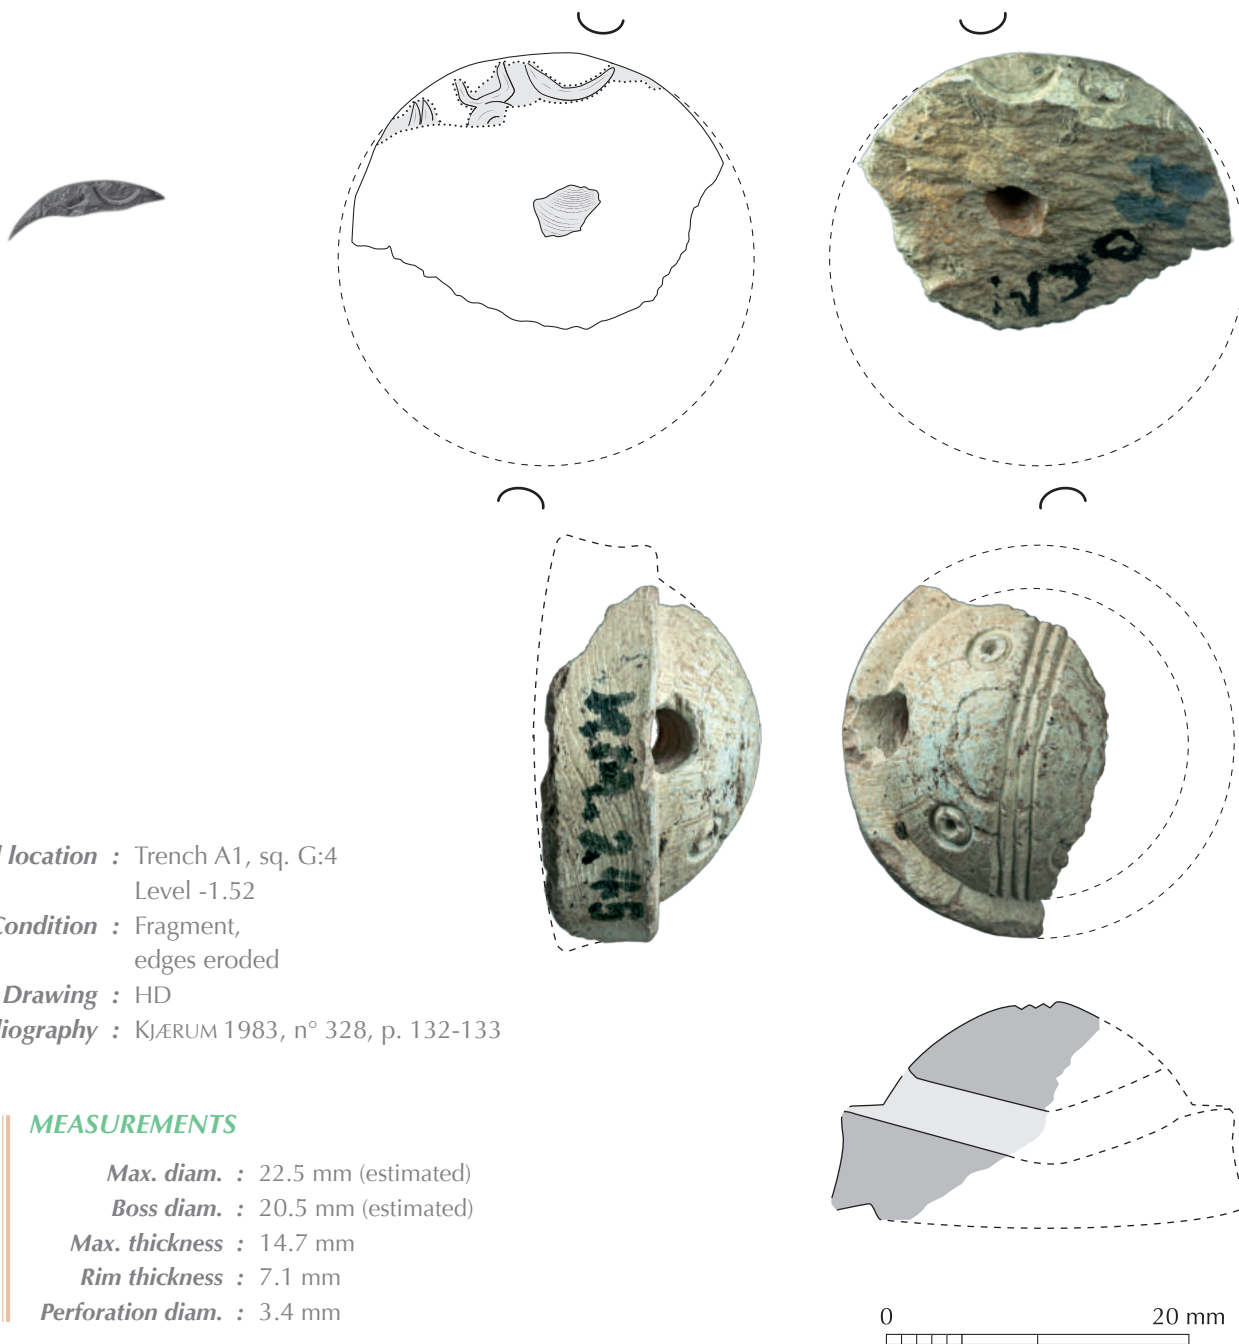 location : Trench A1, sq. G:4
Level -1.52
Condition : Fragment,
edges eroded
Drawing : HD
liography : KJÆRUM 1983, n° 328, p. 132-133
MEASUREMENTS
Max. diam. : 22.5 mm (estimated)
Boss diam. : 20.5 mm (estimated)
Max. thickness : 14.7 mm
Rim thickness : 7.1 mm
Perforation diam. : 3.4 mm
0 20 mm